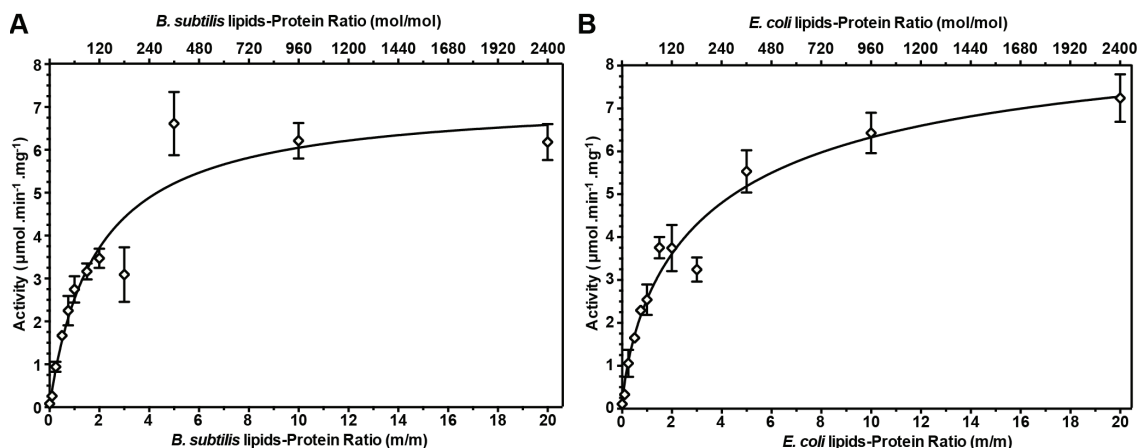 A
B. subtilis lipids-Protein Ratio (mol/mol)
120 240 480 720 960 1200 1440 1680 1920 2400
Activity (µmol .min-1 .mg-1)
8
7
6
5
4
3
2
1
0
0 2 4 6 8 10 12 14 16 18 20
B. subtilis lipids-Protein Ratio (m/m)
B
E. coli lipids-Protein Ratio (mol/mol)
120 240 480 720 960 1200 1440 1680 1920 2400
Activity (µmol .min-1 .mg-1)
8
7
6
5
4
3
2
1
0
0 2 4 6 8 10 12 14 16 18 20
E. coli lipids-Protein Ratio (m/m)